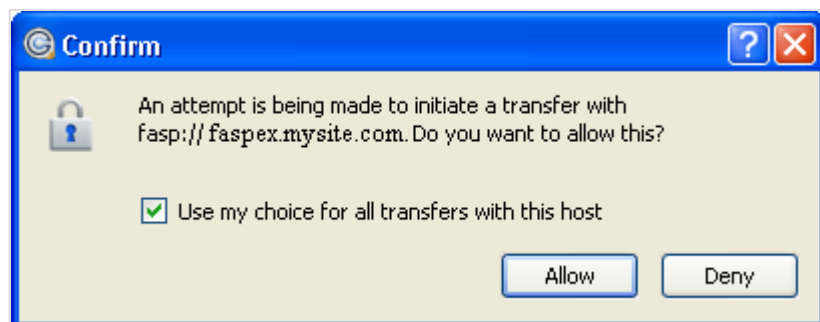 Confirm
An attempt is being made to initiate a transfer with
fasp:// faspex.mysite.com. Do you want to allow this?
Use my choice for all transfers with this host
Allow Deny